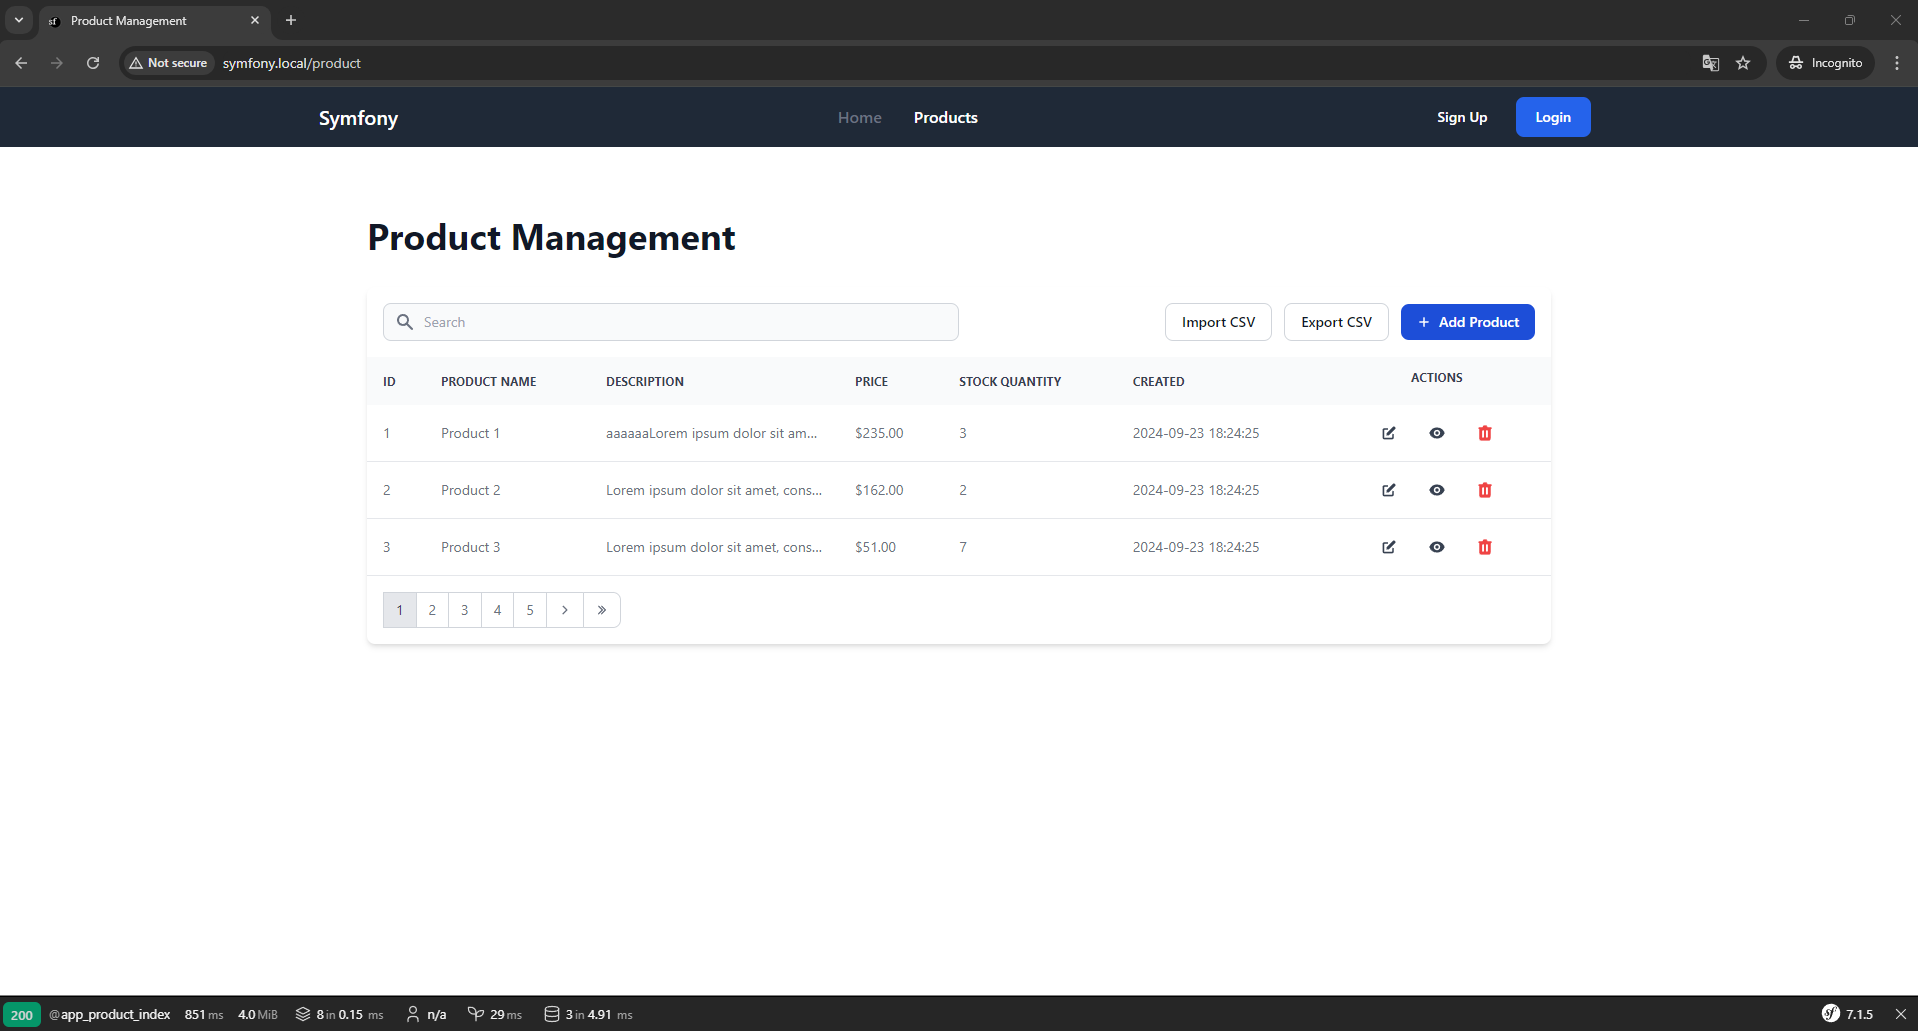 Product Management
Not secure symfony.local/product Incognito
Symfony Home Products Sign Up Login
Product Management
Search Import CSV Export CSV + Add Product
ID PRODUCT NAME DESCRIPTION PRICE STOCK QUANTITY CREATED ACTIONS
1 Product 1 aaaaaaLorem ipsum dolor sit am... $235.00 3 2024-09-23 18:24:25
2 Product 2 Lorem ipsum dolor sit amet, cons... $162.00 2 2024-09-23 18:24:25
3 Product 3 Lorem ipsum dolor sit amet, cons... $51.00 7 2024-09-23 18:24:25
1 2 3 4 5 › »
200 @app_product_index 851 ms 4.0 MiB 8 in 0.15 ms n/a 29 ms 3 in 4.91 ms sf 7.1.5